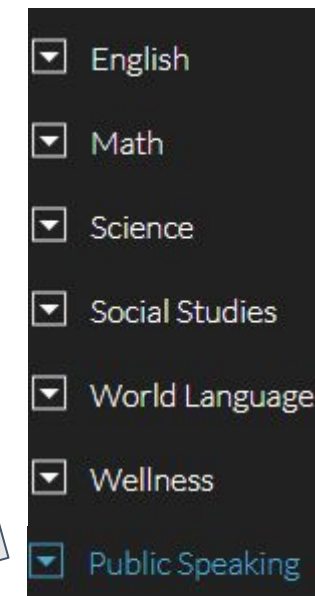 English
Math
Science
Social Studies
World Language
Wellness
Public Speaking